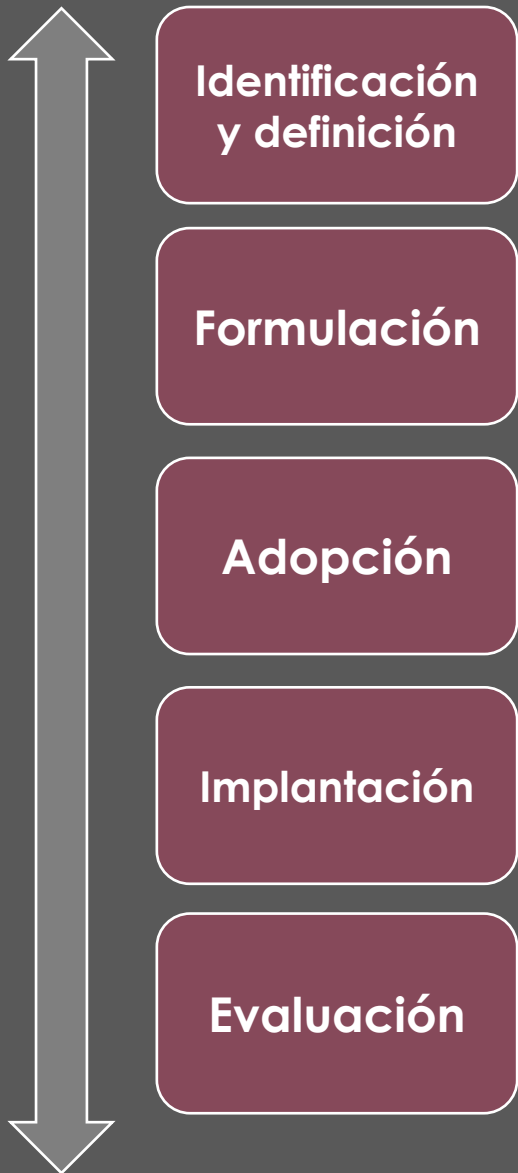 Identificación
y definición
Formulación
Adopción
Implantación
Evaluación